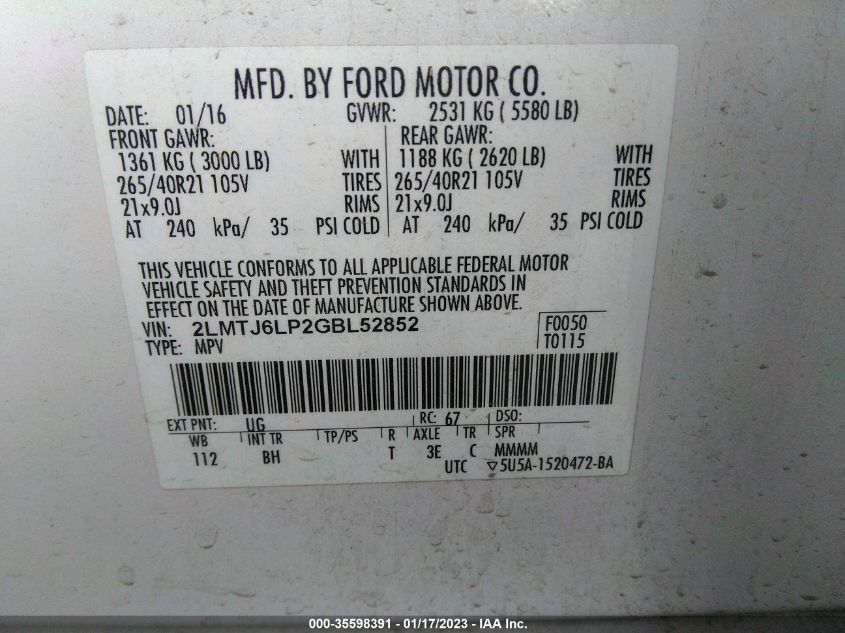 MFD. BY FORD MOTOR CO.
DATE: 01/16 GVWR: 2531 KG ( 5580 LB)
FRONT GAWR: REAR GAWR:
1361 KG ( 3000 LB) WITH 1188 KG ( 2620 LB) WITH
265/40R21 105V TIRES 265/40R21 105V TIRES
21x9.0J RIMS 21x9.0J RIMS
AT 240 kPa/ 35 PSI COLD AT 240 kPa/ 35 PSI COLD
THIS VEHICLE CONFORMS TO ALL APPLICABLE FEDERAL MOTOR
VEHICLE SAFETY AND THEFT PREVENTION STANDARDS IN
EFFECT ON THE DATE OF MANUFACTURE SHOWN ABOVE.
VIN: 2LMTJ6LP2GBL52852 F0050
TYPE: MPV T0115
EXT PNT: UG RC: 67 DSO:
WB INT TR TP/PS R AXLE TR SPR
112 BH T 3E C MMMM
UTC ▽5U5A-1520472-BA
000-35598391 - 01/17/2023 - IAA Inc.